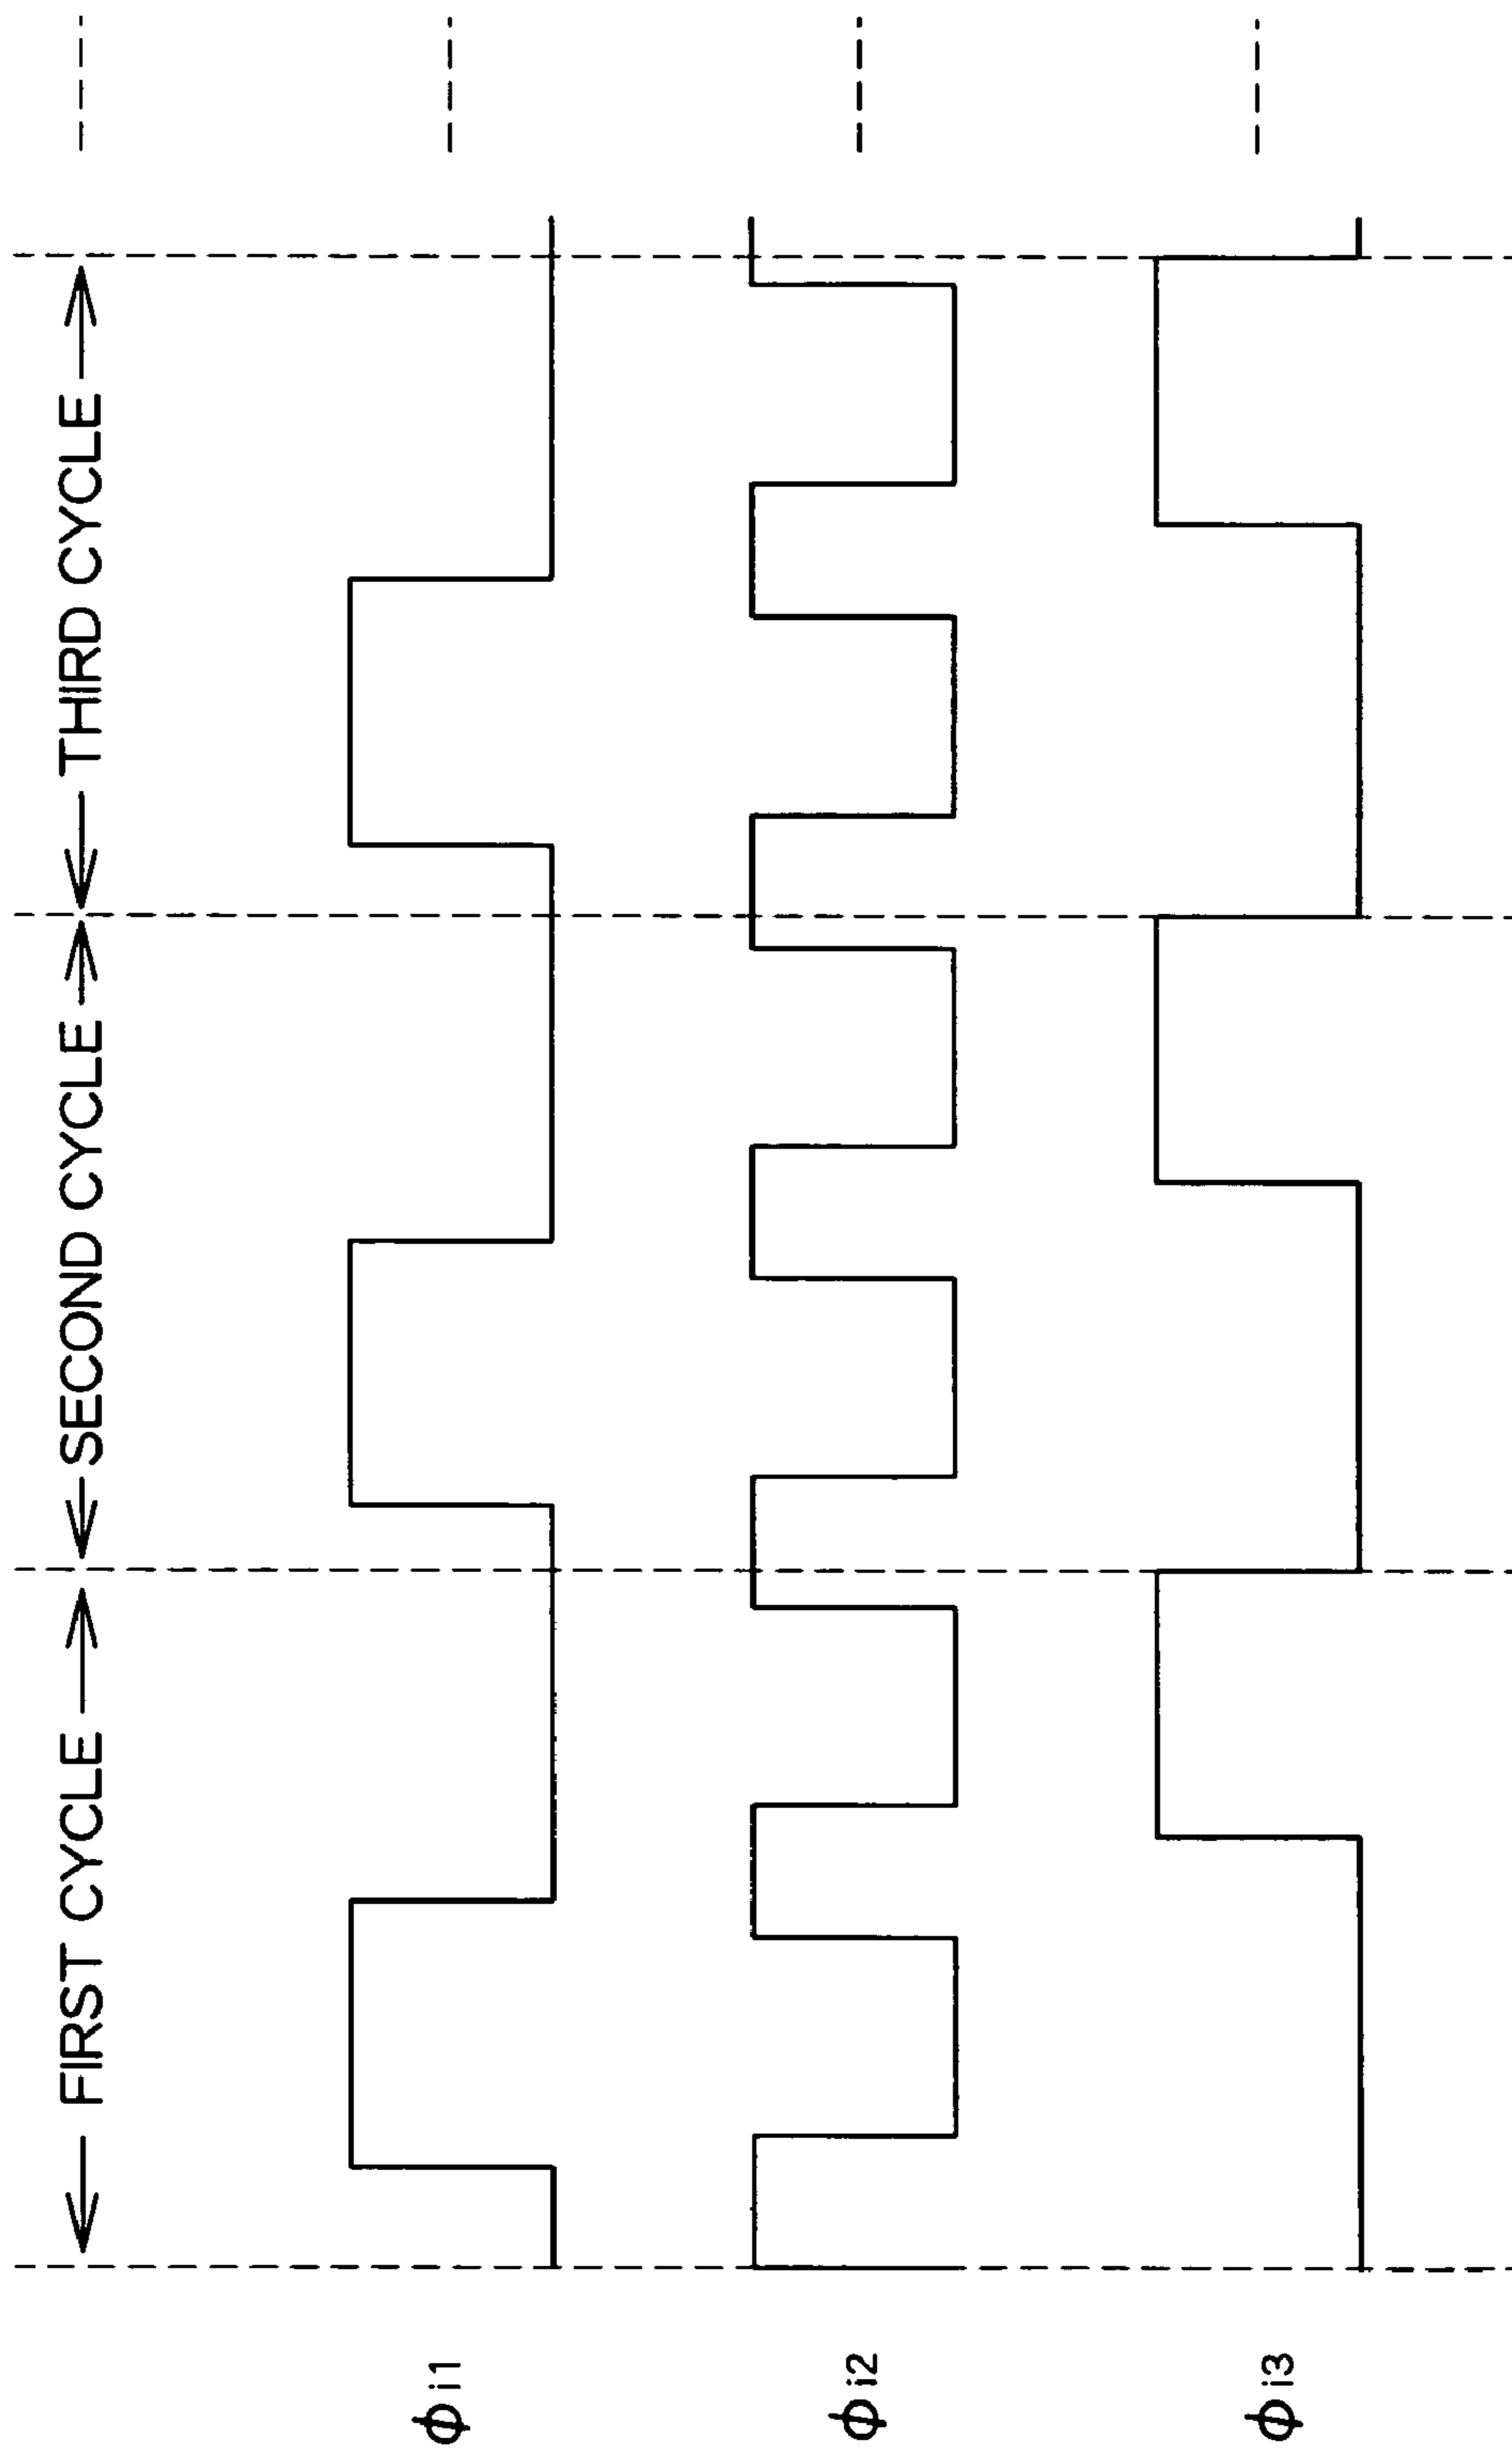 FIRST CYCLE
SECOND CYCLE
THIRD CYCLE
ϕi1
ϕi2
ϕi3